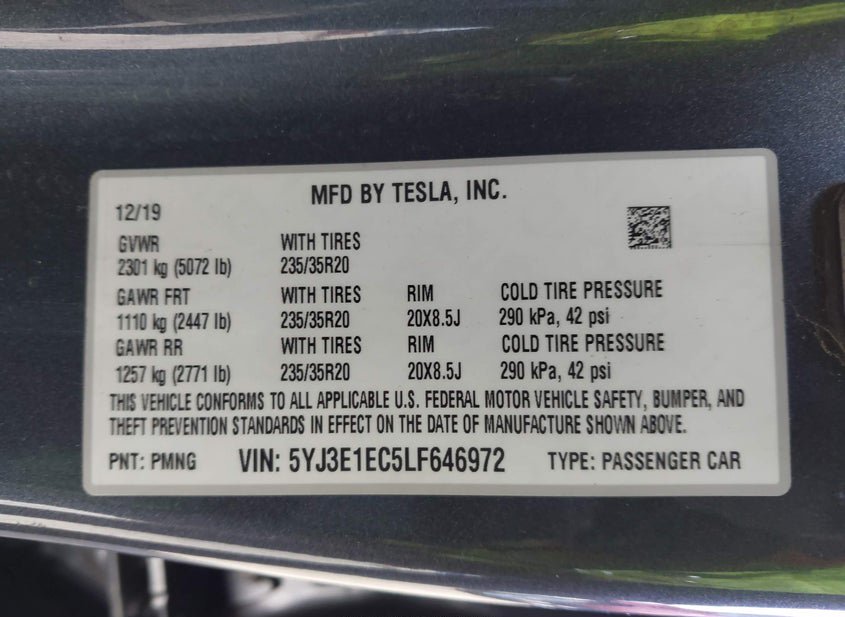 MFD BY TESLA, INC.
12/19
GVWR WITH TIRES
2301 kg (5072 lb) 235/35R20
GAWR FRT WITH TIRES RIM COLD TIRE PRESSURE
1110 kg (2447 lb) 235/35R20 20X8.5J 290 kPa, 42 psi
GAWR RR WITH TIRES RIM COLD TIRE PRESSURE
1257 kg (2771 lb) 235/35R20 20X8.5J 290 kPa, 42 psi
THIS VEHICLE CONFORMS TO ALL APPLICABLE U.S. FEDERAL MOTOR VEHICLE SAFETY, BUMPER, AND
THEFT PREVENTION STANDARDS IN EFFECT ON THE DATE OF MANUFACTURE SHOWN ABOVE.
PNT: PMNG VIN: 5YJ3E1EC5LF646972 TYPE: PASSENGER CAR